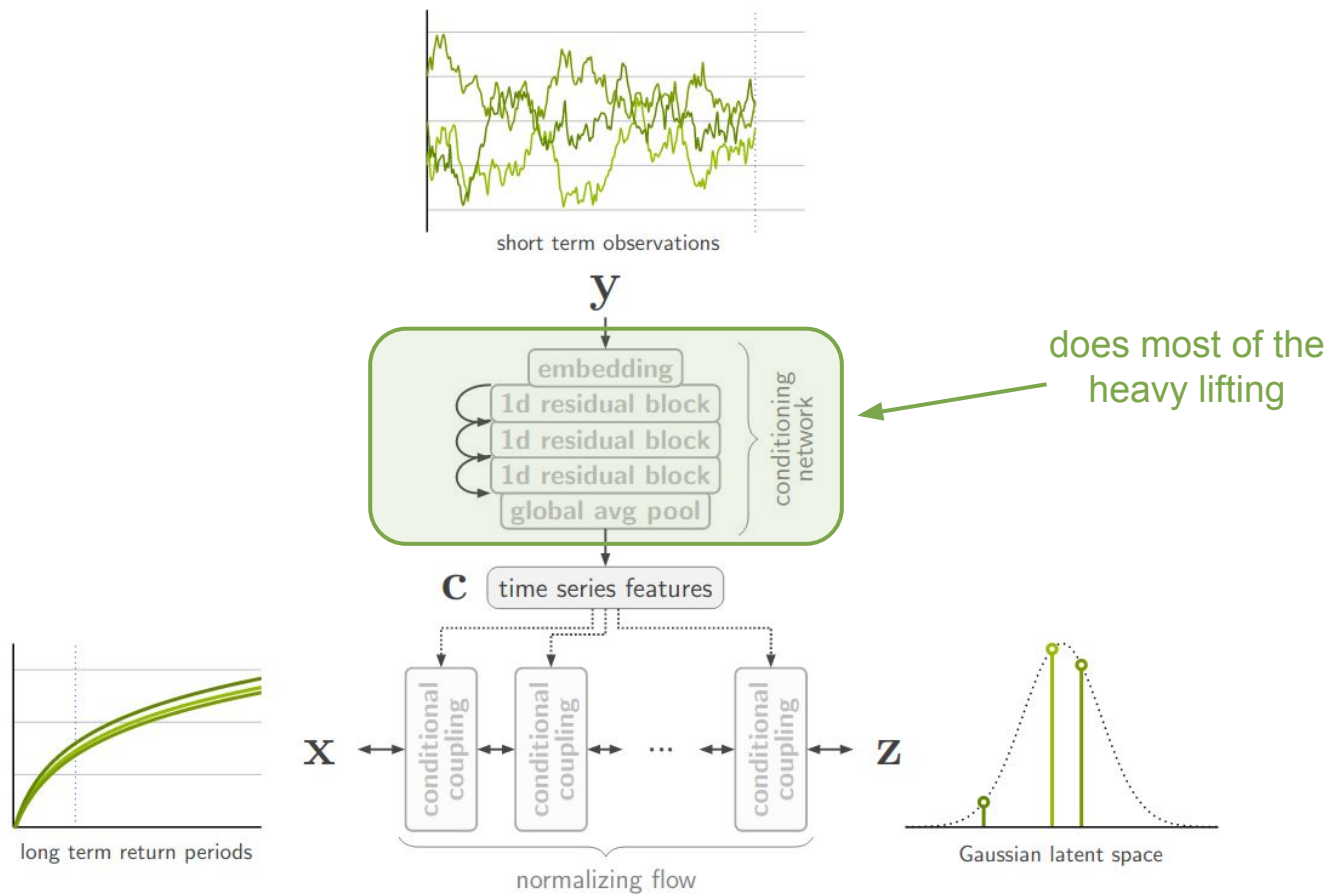 short term observations
y
embedding
1d residual block
1d residual block
1d residual block
global avg pool
conditioning
network
does most of the
heavy lifting
c
time series features
x
conditional
coupling
conditional
coupling
...
conditional
coupling
z
long term return periods
normalizing flow
Gaussian latent space